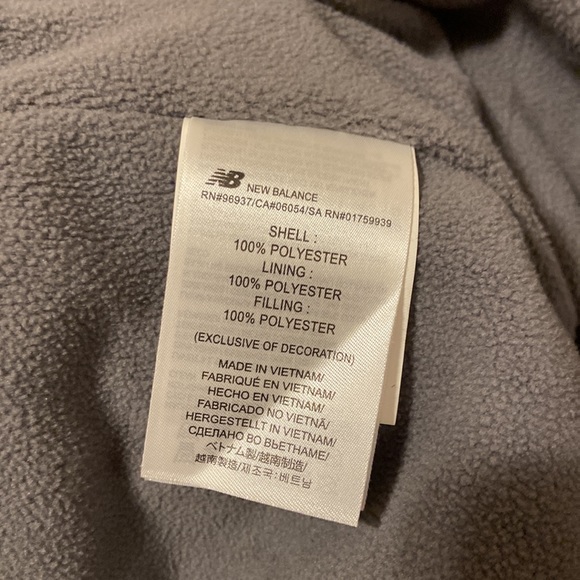 NB NEW BALANCE
RN#96937/CA#06054/SA RN#01759939
SHELL :
100% POLYESTER
LINING :
100% POLYESTER
FILLING :
100% POLYESTER
(EXCLUSIVE OF DECORATION)
MADE IN VIETNAM/
FABRIQUÉ EN VIETNAM/
HECHO EN VIETNAM/
FABRICADO NO VIETNÃ/
HERGESTELLT IN VIETNAM/
СДЕЛАНО ВО ВЬЕТНАМЕ/
ベトナム製/越南制造/
越南製造/제조국:베트남